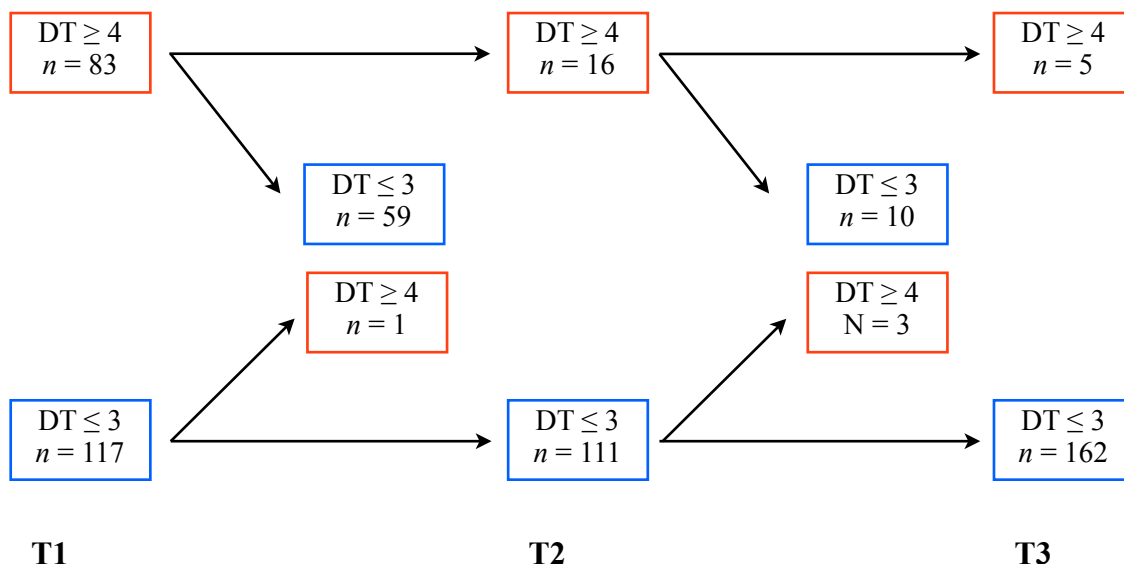 DT ≥ 4
n = 83
DT ≥ 4
n = 16
DT ≥ 4
n = 5
DT ≤ 3
n = 59
DT ≤ 3
n = 10
DT ≥ 4
n = 1
DT ≥ 4
N = 3
DT ≤ 3
n = 117
DT ≤ 3
n = 111
DT ≤ 3
n = 162
T1
T2
T3